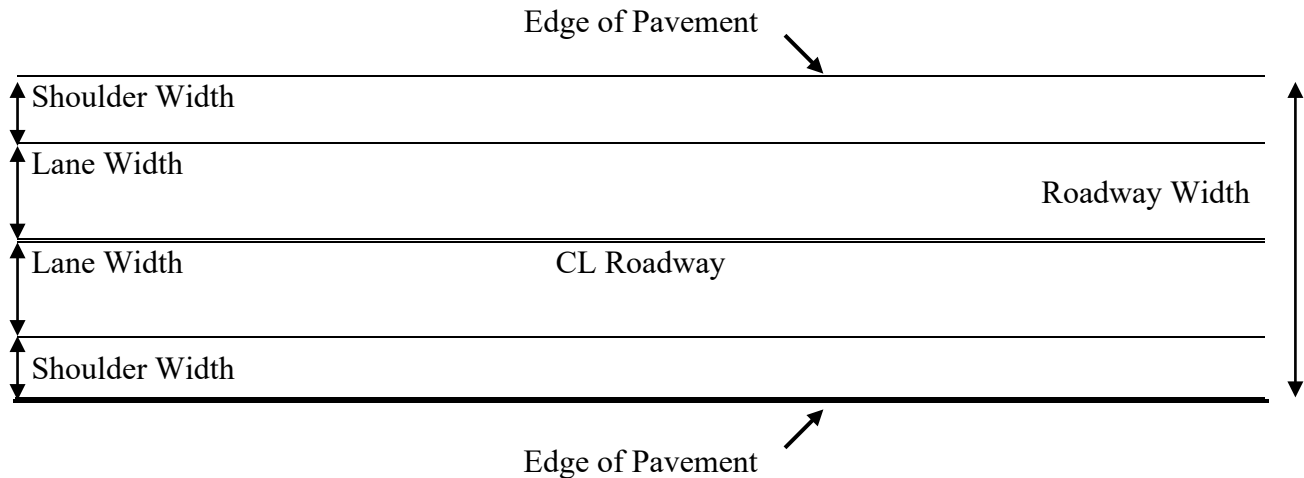 Edge of Pavement
Shoulder Width
Lane Width
Roadway Width
Lane Width
CL Roadway
Shoulder Width
Edge of Pavement